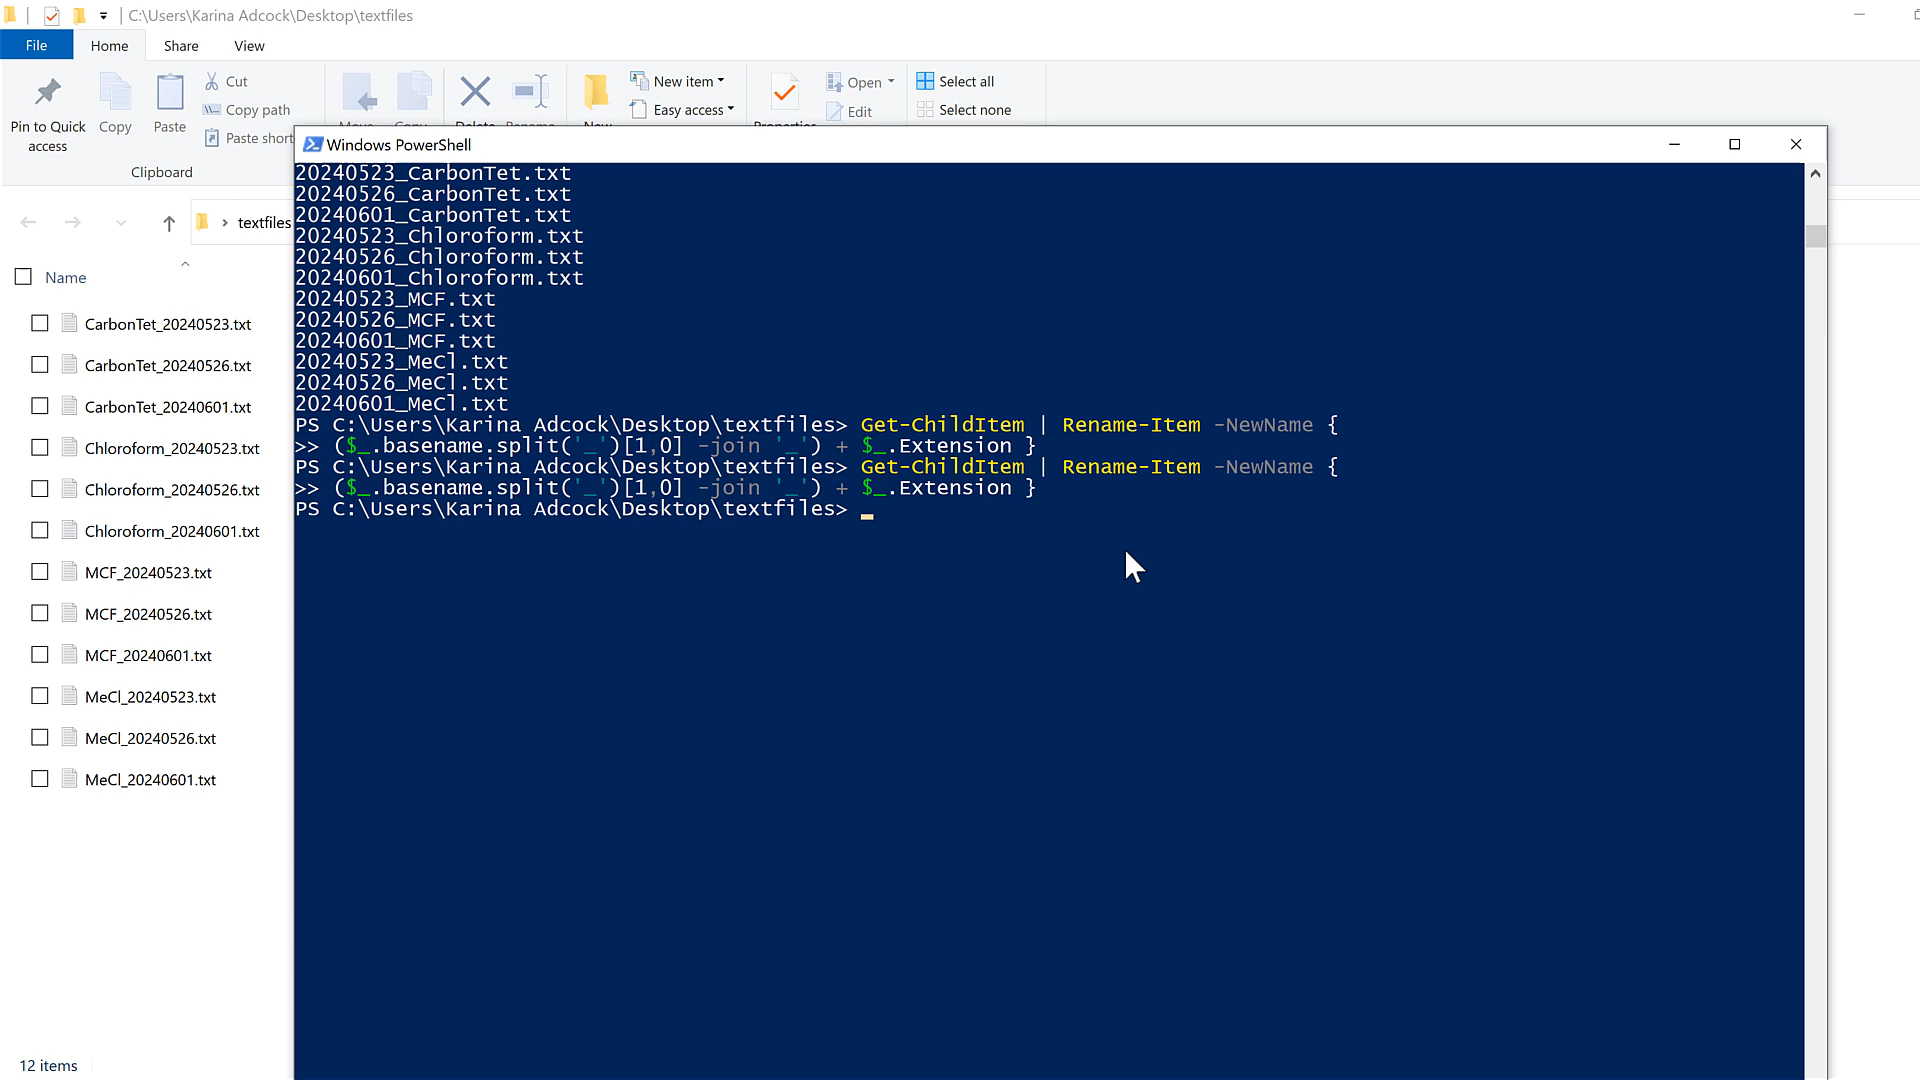 C:\Users\Karina Adcock\Desktop\textfiles
File Home Share View
Pin to Quick access
Copy
Paste
Cut
Copy path
Paste short
Clipboard
New item
Easy access
Properties
Open
Edit
Select all
Select none
Move
Copy
Delete
Rename
New
textfiles
Name
CarbonTet_20240523.txt
CarbonTet_20240526.txt
CarbonTet_20240601.txt
Chloroform_20240523.txt
Chloroform_20240526.txt
Chloroform_20240601.txt
MCF_20240523.txt
MCF_20240526.txt
MCF_20240601.txt
MeCl_20240523.txt
MeCl_20240526.txt
MeCl_20240601.txt
12 items
Windows PowerShell
20240523_CarbonTet.txt
20240526_CarbonTet.txt
20240601_CarbonTet.txt
20240523_Chloroform.txt
20240526_Chloroform.txt
20240601_Chloroform.txt
20240523_MCF.txt
20240526_MCF.txt
20240601_MCF.txt
20240523_MeCl.txt
20240526_MeCl.txt
20240601_MeCl.txt
PS C:\Users\Karina Adcock\Desktop\textfiles> Get-ChildItem | Rename-Item -NewName {
>> ($_.basename.split('_')[1,0] -join '_') + $_.Extension }
PS C:\Users\Karina Adcock\Desktop\textfiles> Get-ChildItem | Rename-Item -NewName {
>> ($_.basename.split('_')[1,0] -join '_') + $_.Extension }
PS C:\Users\Karina Adcock\Desktop\textfiles>